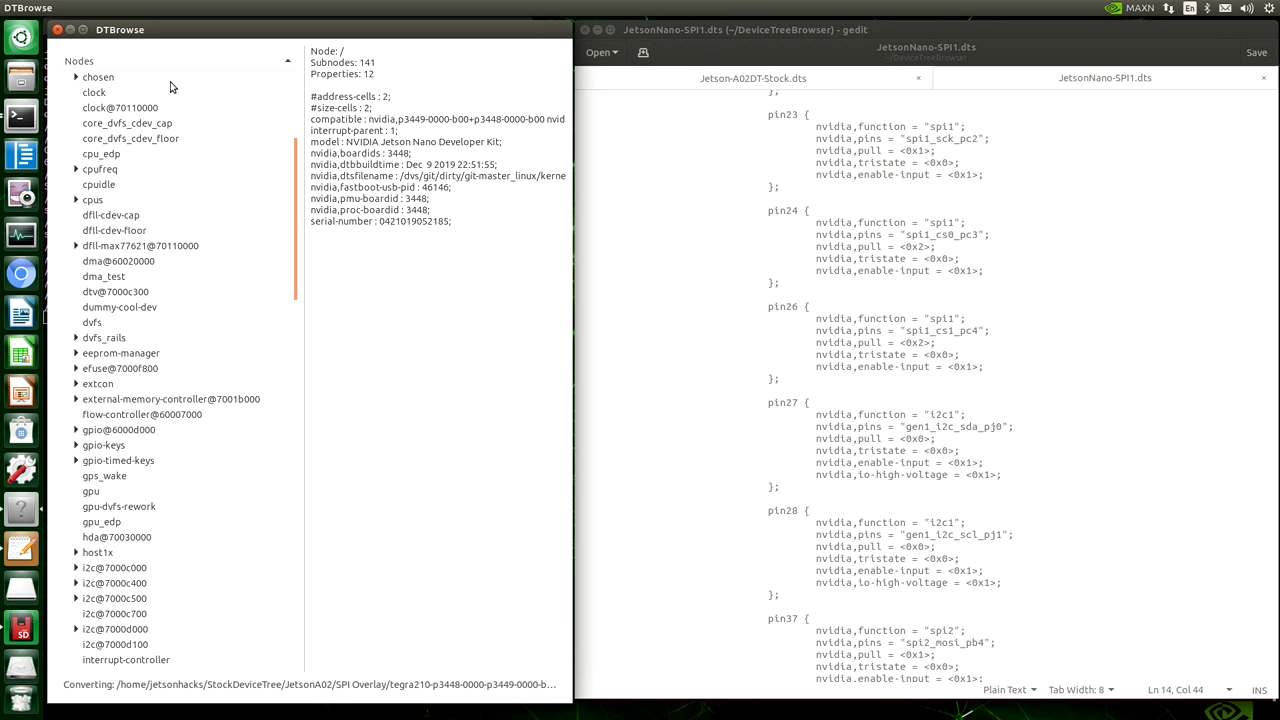 DTBrowse
MAXN
En
DTBrowse
Nodes
chosen
clock
clock@70110000
core_dvfs_cdev_cap
core_dvfs_cdev_floor
cpu_edp
cpufreq
cpuidle
cpus
dfll-cdev-cap
dfll-cdev-floor
dfll-max77621@70110000
dma@60020000
dma_test
dtv@7000c300
dummy-cool-dev
dvfs
dvfs_rails
eeprom-manager
efuse@7000f800
extcon
external-memory-controller@7001b000
flow-controller@60007000
gpio@6000d000
gpio-keys
gpio-timed-keys
gps_wake
gpu
gpu-dvfs-rework
gpu_edp
hda@70030000
host1x
i2c@7000c000
i2c@7000c400
i2c@7000c500
i2c@7000c700
i2c@7000d000
i2c@7000d100
interrupt-controller
Node: /
Subnodes: 141
Properties: 12
#address-cells : 2;
#size-cells : 2;
compatible : nvidia,p3449-0000-b00+p3448-0000-b00 nvid
interrupt-parent : 1;
model : NVIDIA Jetson Nano Developer Kit;
nvidia,boardids : 3448;
nvidia,dtbbuildtime : Dec  9 2019 22:51:55;
nvidia,dtsfilename : /dvs/git/dirty/git-master_linux/kerne
nvidia,fastboot-usb-pid : 46146;
nvidia,pmu-boardid : 3448;
nvidia,proc-boardid : 3448;
serial-number : 0421019052185;
Converting: /home/jetsonhacks/StockDeviceTree/JetsonA02/SPI Overlay/tegra210-p3448-0000-p3449-0000-b…
JetsonNano-SPI1.dts (~/DeviceTreeBrowser) - gedit
Open
JetsonNano-SPI1.dts
~/DeviceTreeBrowser
Save
Jetson-A02DT-Stock.dts ×
JetsonNano-SPI1.dts ×
};
pin23 {
nvidia,function = "spi1";
nvidia,pins = "spi1_sck_pc2";
nvidia,pull = <0x1>;
nvidia,tristate = <0x0>;
nvidia,enable-input = <0x1>;
};
pin24 {
nvidia,function = "spi1";
nvidia,pins = "spi1_cs0_pc3";
nvidia,pull = <0x2>;
nvidia,tristate = <0x0>;
nvidia,enable-input = <0x1>;
};
pin26 {
nvidia,function = "spi1";
nvidia,pins = "spi1_cs1_pc4";
nvidia,pull = <0x2>;
nvidia,tristate = <0x0>;
nvidia,enable-input = <0x1>;
};
pin27 {
nvidia,function = "i2c1";
nvidia,pins = "gen1_i2c_sda_pj0";
nvidia,pull = <0x0>;
nvidia,tristate = <0x0>;
nvidia,enable-input = <0x1>;
nvidia,io-high-voltage = <0x1>;
};
pin28 {
nvidia,function = "i2c1";
nvidia,pins = "gen1_i2c_scl_pj1";
nvidia,pull = <0x0>;
nvidia,tristate = <0x0>;
nvidia,enable-input = <0x1>;
nvidia,io-high-voltage = <0x1>;
};
pin37 {
nvidia,function = "spi2";
nvidia,pins = "spi2_mosi_pb4";
nvidia,pull = <0x1>;
nvidia,tristate = <0x0>;
nvidia,enable-input = <0x1>;
Plain Text
Tab Width: 8
Ln 14, Col 44
INS
SD